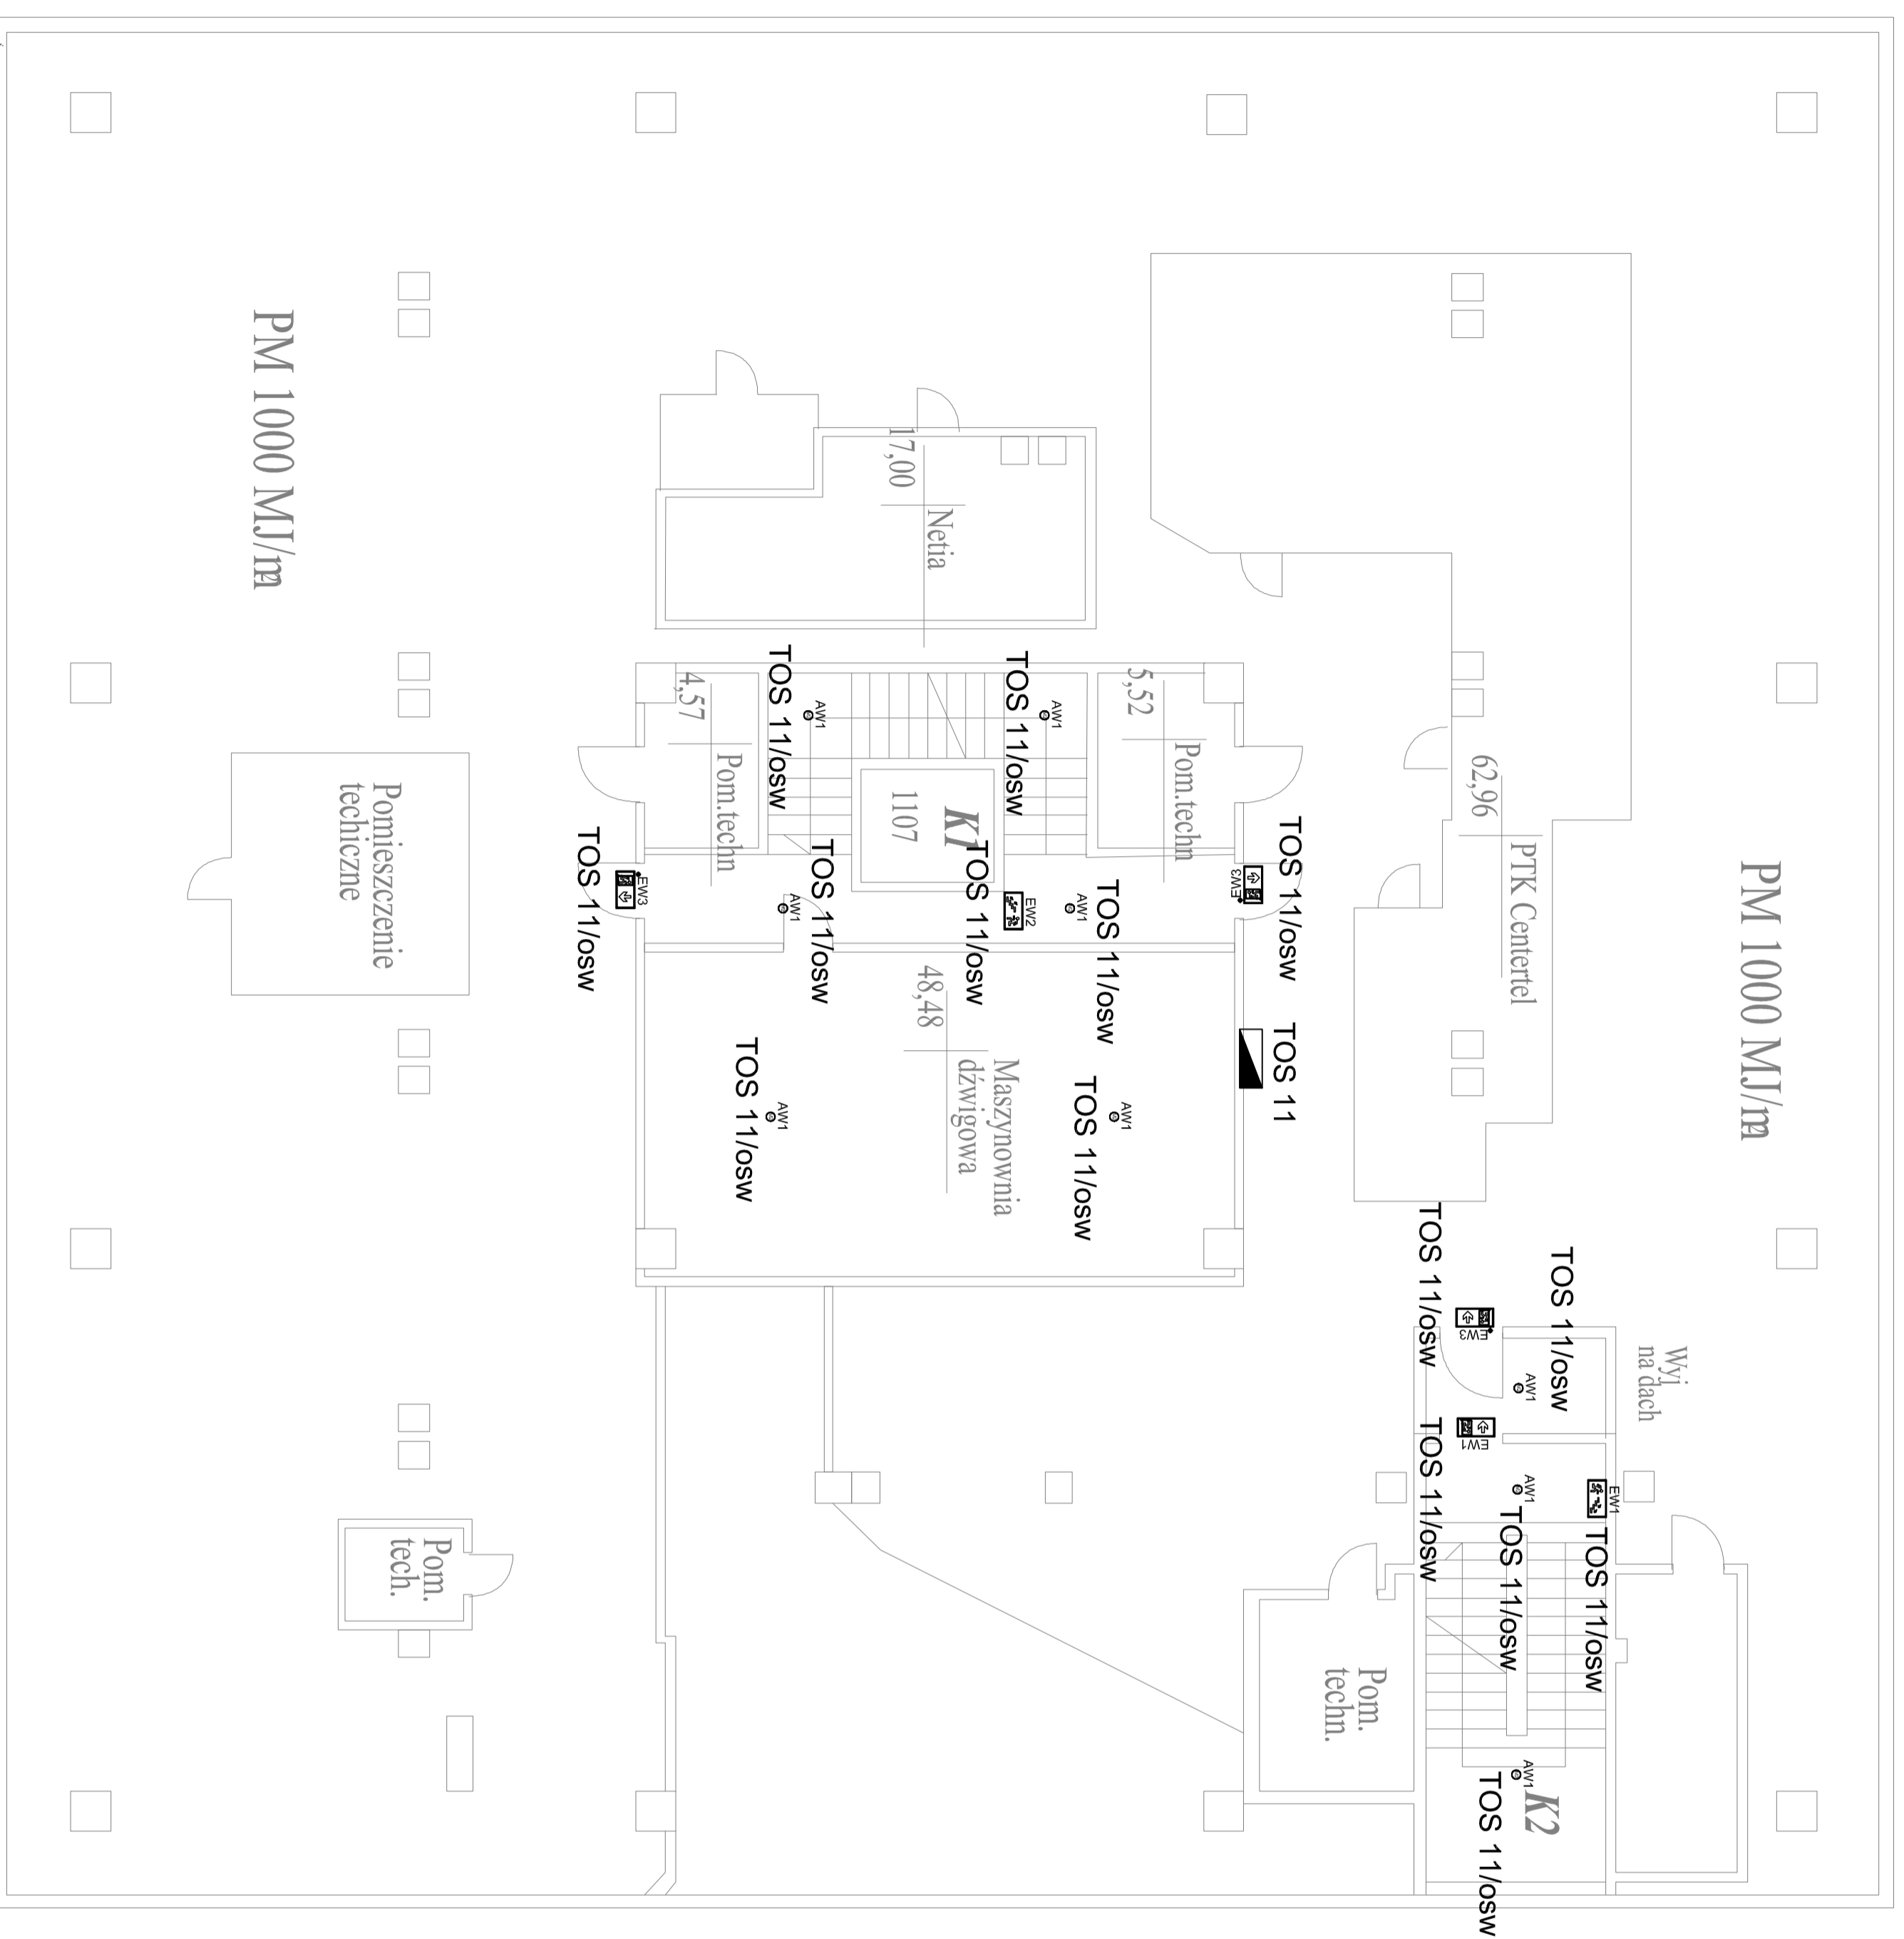 PM 1000 MJ/m2
Wyj
na dach
EW1
TOS 11/osw
TOS 11/osw
K2
AW1
AW1
AW1
PTK Centertel
62,96
TOS 11/osw
TOS 11/osw
EW3
EW1
TOS 11/osw
TOS 11/osw
Pom.
techn.
TOS 11/osw
TOS 11
EW3
Pom.techn
5,52
AW1
TOS 11/osw
TOS 11/osw
AW1
AW1
EW2
TOS 11/osw
Maszynownia
dźwigowa
48,48
TOS 11/osw
K1
1107
Netia
17,00
TOS 11/osw
AW1
AW1
AW1
TOS 11/osw
TOS 11/osw
Pom.techn
4,57
EW3
TOS 11/osw
Pom.
tech.
Pomieszczenie
techiczne
PM 1000 MJ/m2